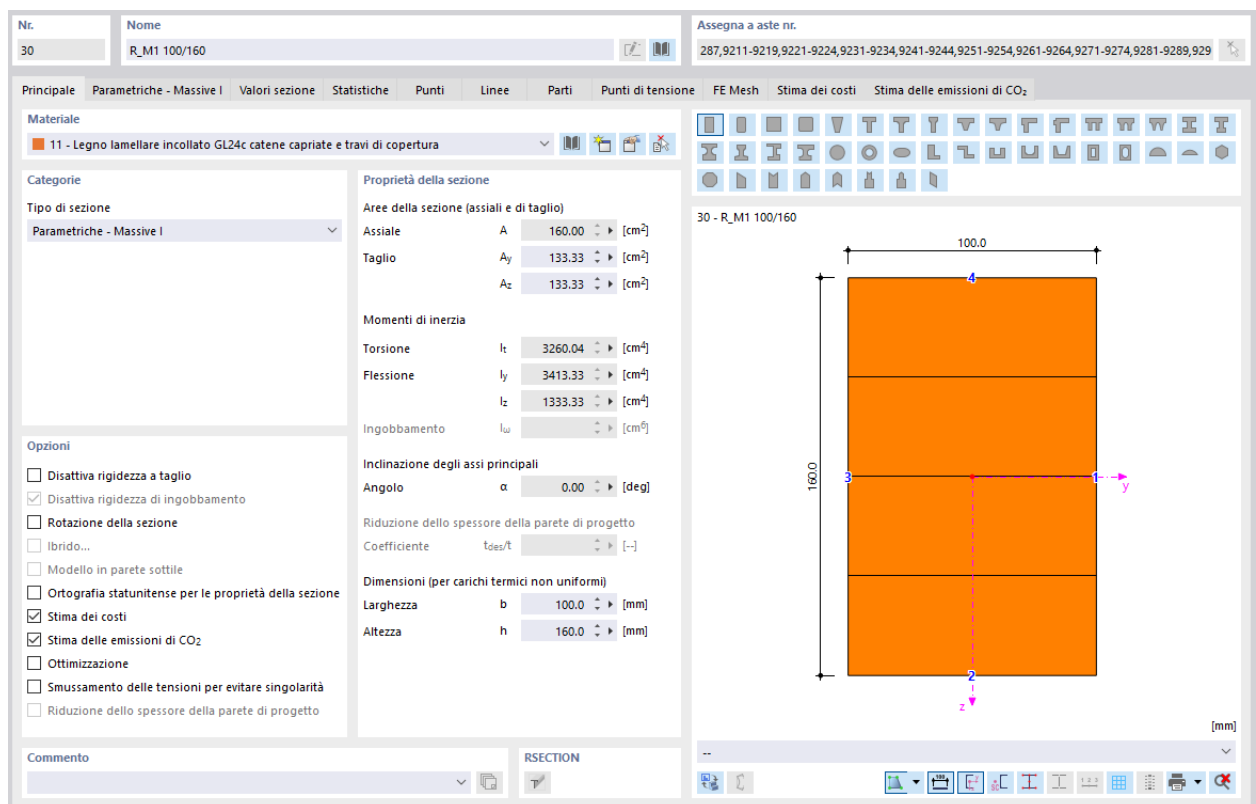 Nr.
30
Nome
R_M1 100/160
Assegna a aste nr.
287,9211-9219,9221-9224,9231-9234,9241-9244,9251-9254,9261-9264,9271-9274,9281-9289,929
Principale Parametriche - Massive I Valori sezione Statistiche Punti Linee Parti Punti di tensione FE Mesh Stima dei costi Stima delle emissioni di CO₂
Materiale
11 - Legno lamellare incollato GL24c catene capriate e travi di copertura
Categorie
Tipo di sezione
Parametriche - Massive I
Opzioni
Disattiva rigidezza a taglio
Disattiva rigidezza di ingobbamento
Rotazione della sezione
Ibrido...
Modello in parete sottile
Ortografia statunitense per le proprietà della sezione
Stima dei costi
Stima delle emissioni di CO₂
Ottimizzazione
Smussamento delle tensioni per evitare singolarità
Riduzione dello spessore della parete di progetto
Proprietà della sezione
Aree della sezione (assiali e di taglio)
Assiale A 160.00 [cm²]
Taglio Ay 133.33 [cm²]
Az 133.33 [cm²]
Momenti di inerzia
Torsione It 3260.04 [cm⁴]
Flessione Iy 3413.33 [cm⁴]
Iz 1333.33 [cm⁴]
Ingobbamento Iω [cm⁶]
Inclinazione degli assi principali
Angolo α 0.00 [deg]
Riduzione dello spessore della parete di progetto
Coefficiente tdes/t [--]
Dimensioni (per carichi termici non uniformi)
Larghezza b 100.0 [mm]
Altezza h 160.0 [mm]
30 - R_M1 100/160
100.0
4
160.0
3
1
y
2
z
[mm]
--
Commento
RSECTION